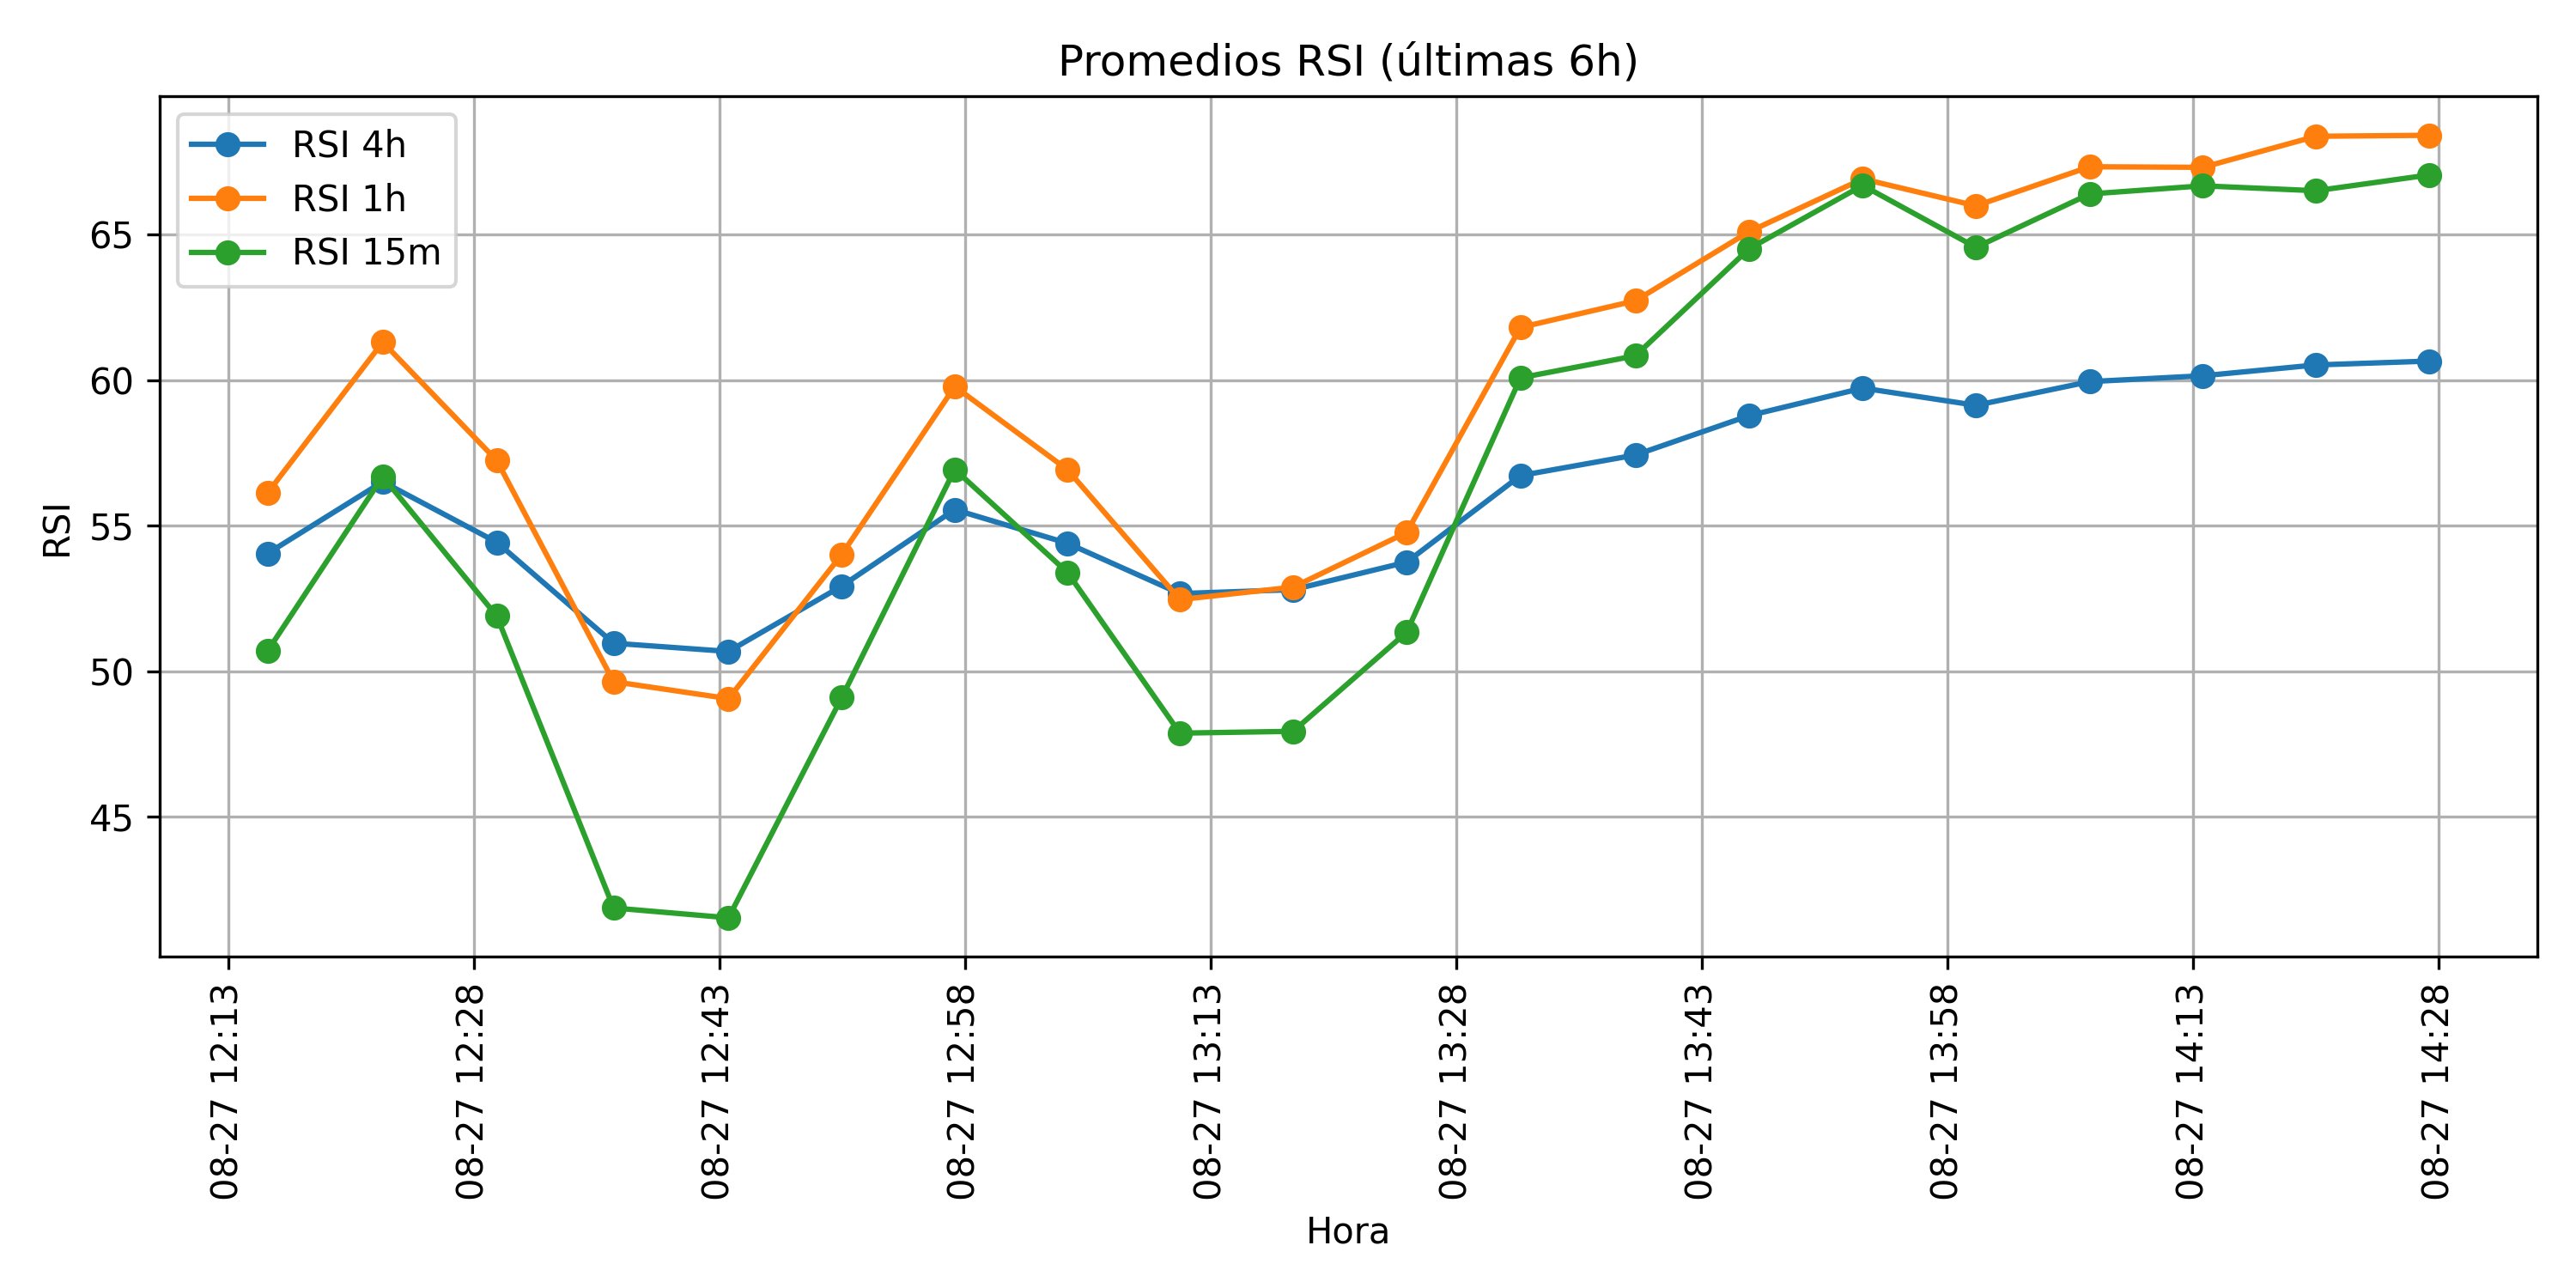 Promedios RSI (últimas 6h)
RSI 4h
RSI 1h
RSI 15m
RSI
65
60
55
50
45
08-27 12:13
08-27 12:28
08-27 12:43
08-27 12:58
08-27 13:13
08-27 13:28
08-27 13:43
08-27 13:58
08-27 14:13
08-27 14:28
Hora